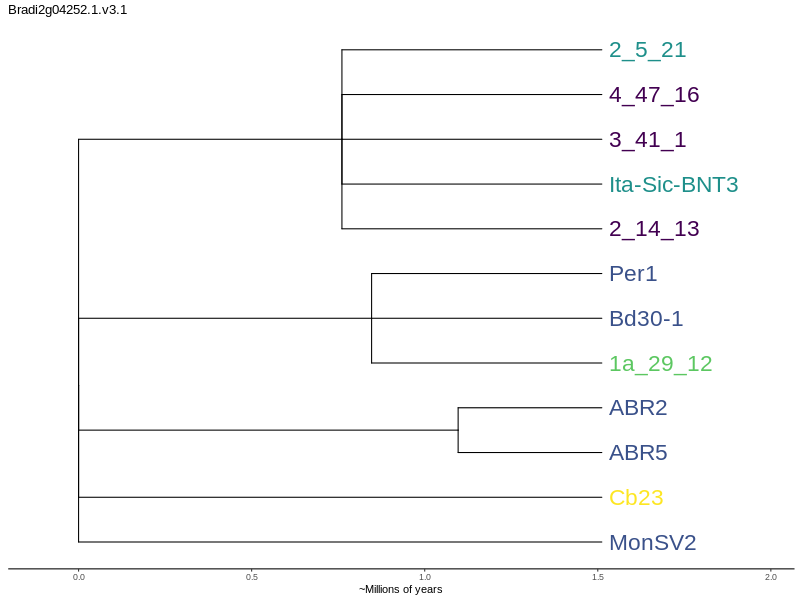 Bradi2g04252.1.v3.1
2_5_21
4_47_16
3_41_1
Ita-Sic-BNT3
2_14_13
Per1
Bd30-1
1a_29_12
ABR2
ABR5
Cb23
MonSV2
0.0 0.5 1.0 1.5 2.0
~Millions of years